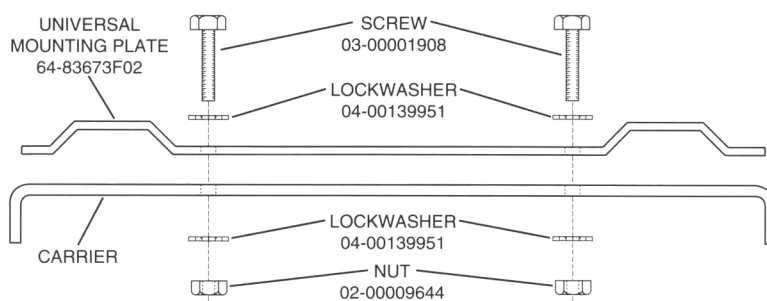 UNIVERSAL
MOUNTING PLATE
64-83673F02
SCREW
03-00001908
LOCKWASHER
04-00139951
CARRIER
LOCKWASHER
04-00139951
NUT
02-00009644